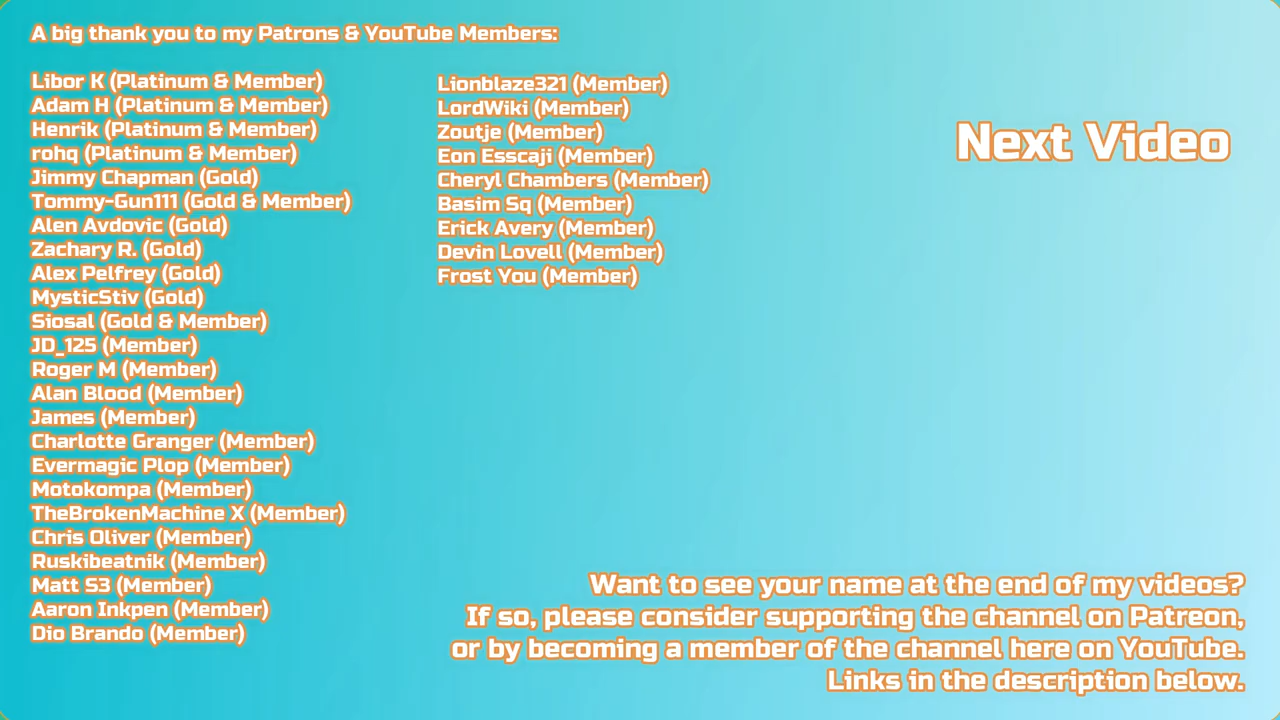 A big thank you to my Patrons & YouTube Members:
Libor K (Platinum & Member)
Adam H (Platinum & Member)
Henrik (Platinum & Member)
rohq (Platinum & Member)
Jimmy Chapman (Gold)
Tommy-Gun111 (Gold & Member)
Alen Avdovic (Gold)
Zachary R. (Gold)
Alex Pelfrey (Gold)
MysticStiv (Gold)
Siosal (Gold & Member)
JD_125 (Member)
Roger M (Member)
Alan Blood (Member)
James (Member)
Charlotte Granger (Member)
Evermagic Plop (Member)
Motokompa (Member)
TheBrokenMachine X (Member)
Chris Oliver (Member)
Ruskibeatnik (Member)
Matt S3 (Member)
Aaron Inkpen (Member)
Dio Brando (Member)
Lionblaze321 (Member)
LordWiki (Member)
Zoutje (Member)
Eon Esscaji (Member)
Cheryl Chambers (Member)
Basim Sq (Member)
Erick Avery (Member)
Devin Lovell (Member)
Frost You (Member)
Next Video
Want to see your name at the end of my videos?
If so, please consider supporting the channel on Patreon,
or by becoming a member of the channel here on YouTube.
Links in the description below.